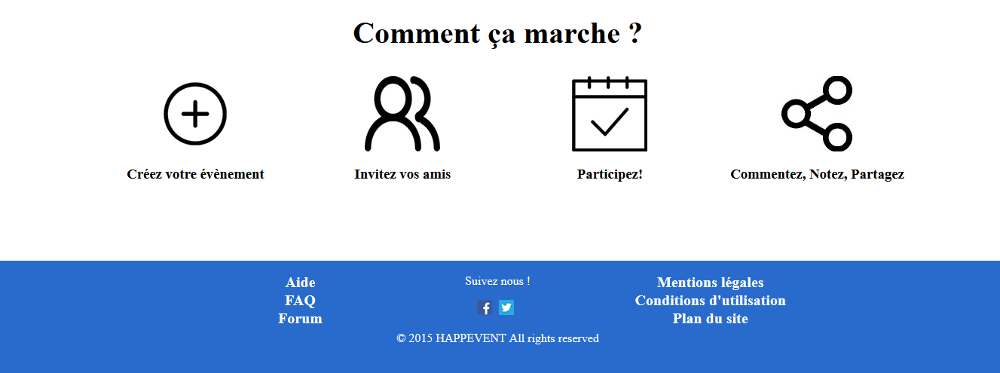 Comment ça marche ?
Créez votre évènement
Invitez vos amis
Participez!
Commentez, Notez, Partagez
Aide
FAQ
Forum
Suivez nous !
Mentions légales
Conditions d'utilisation
Plan du site
© 2015 HAPPEVENT All rights reserved